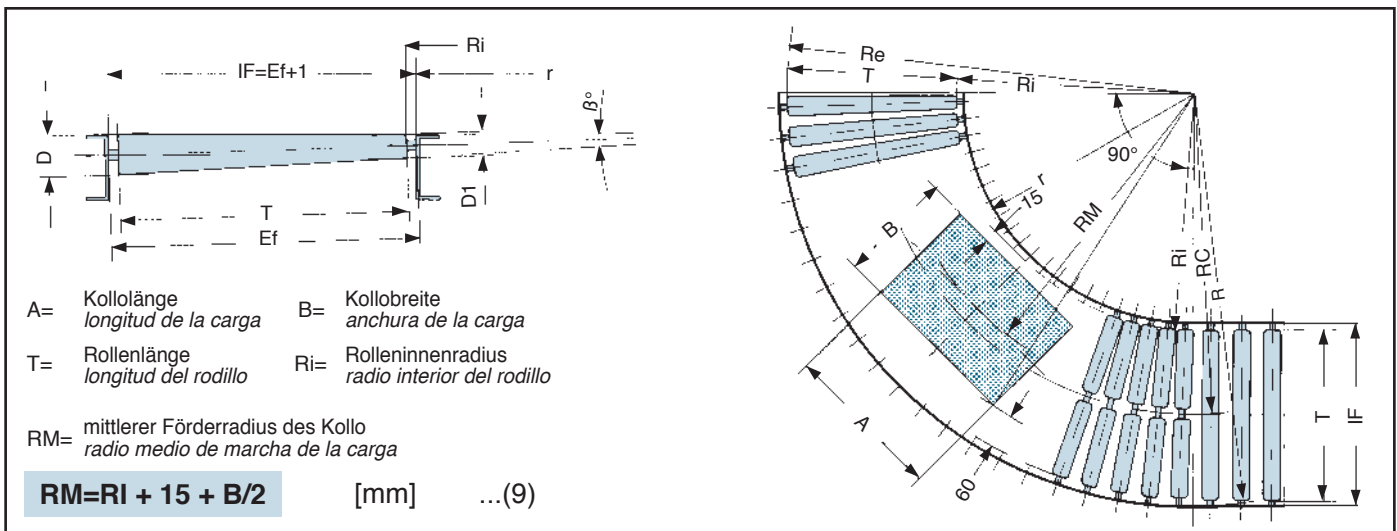 Ri
IF=Ef+1
r
ß°
D
D1
T
Ef
A= Kollolänge
longitud de la carga
B= Kollobreite
anchura de la carga
T= Rollenlänge
longitud del rodillo
Ri= Rolleninnenradius
radio interior del rodillo
RM= mittlerer Förderradius des Kollo
radio medio de marcha de la carga
RM=RI + 15 + B/2 [mm] ...(9)
Re
T
Ri
90°
r
15
RM
B
Ri
RC
R
A
60
T
IF